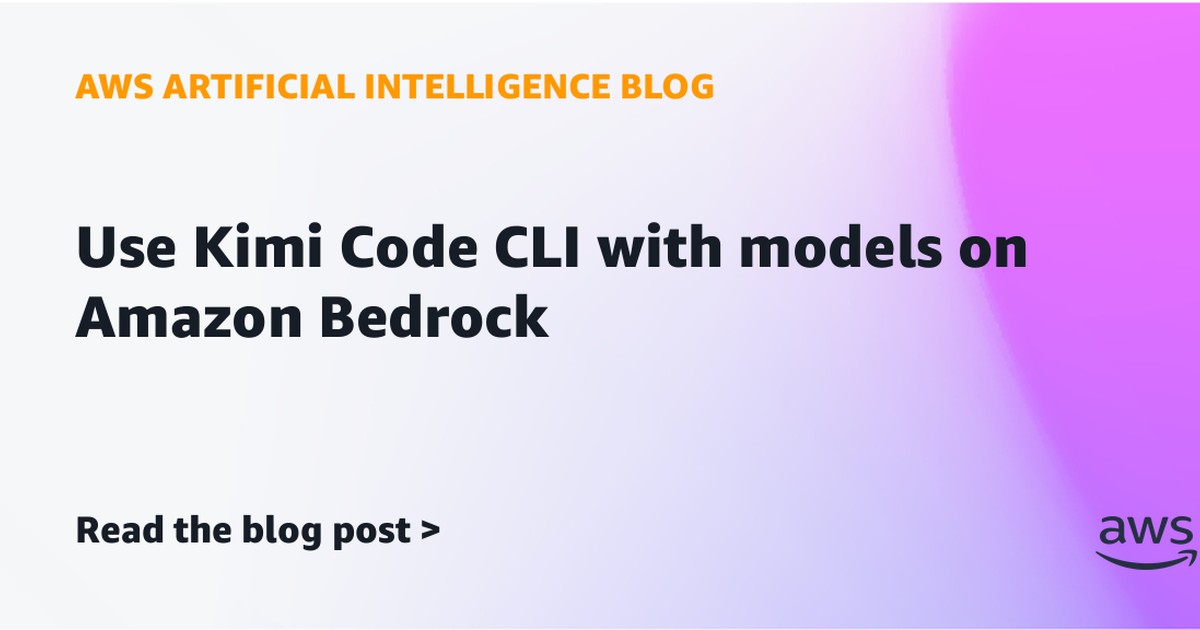 AWS ARTIFICIAL INTELLIGENCE BLOG
Use Kimi Code CLI with models on
Amazon Bedrock
Read the blog post >
aws